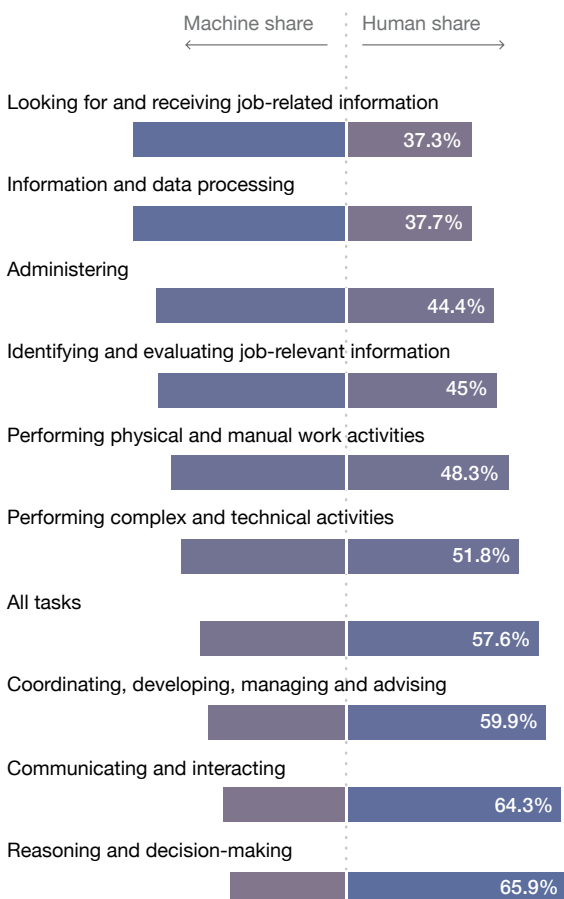 Machine share
Human share
Looking for and receiving job-related information
37.3%
Information and data processing
37.7%
Administering
44.4%
Identifying and evaluating job-relevant information
45%
Performing physical and manual work activities
48.3%
Performing complex and technical activities
51.8%
All tasks
57.6%
Coordinating, developing, managing and advising
59.9%
Communicating and interacting
64.3%
Reasoning and decision-making
65.9%